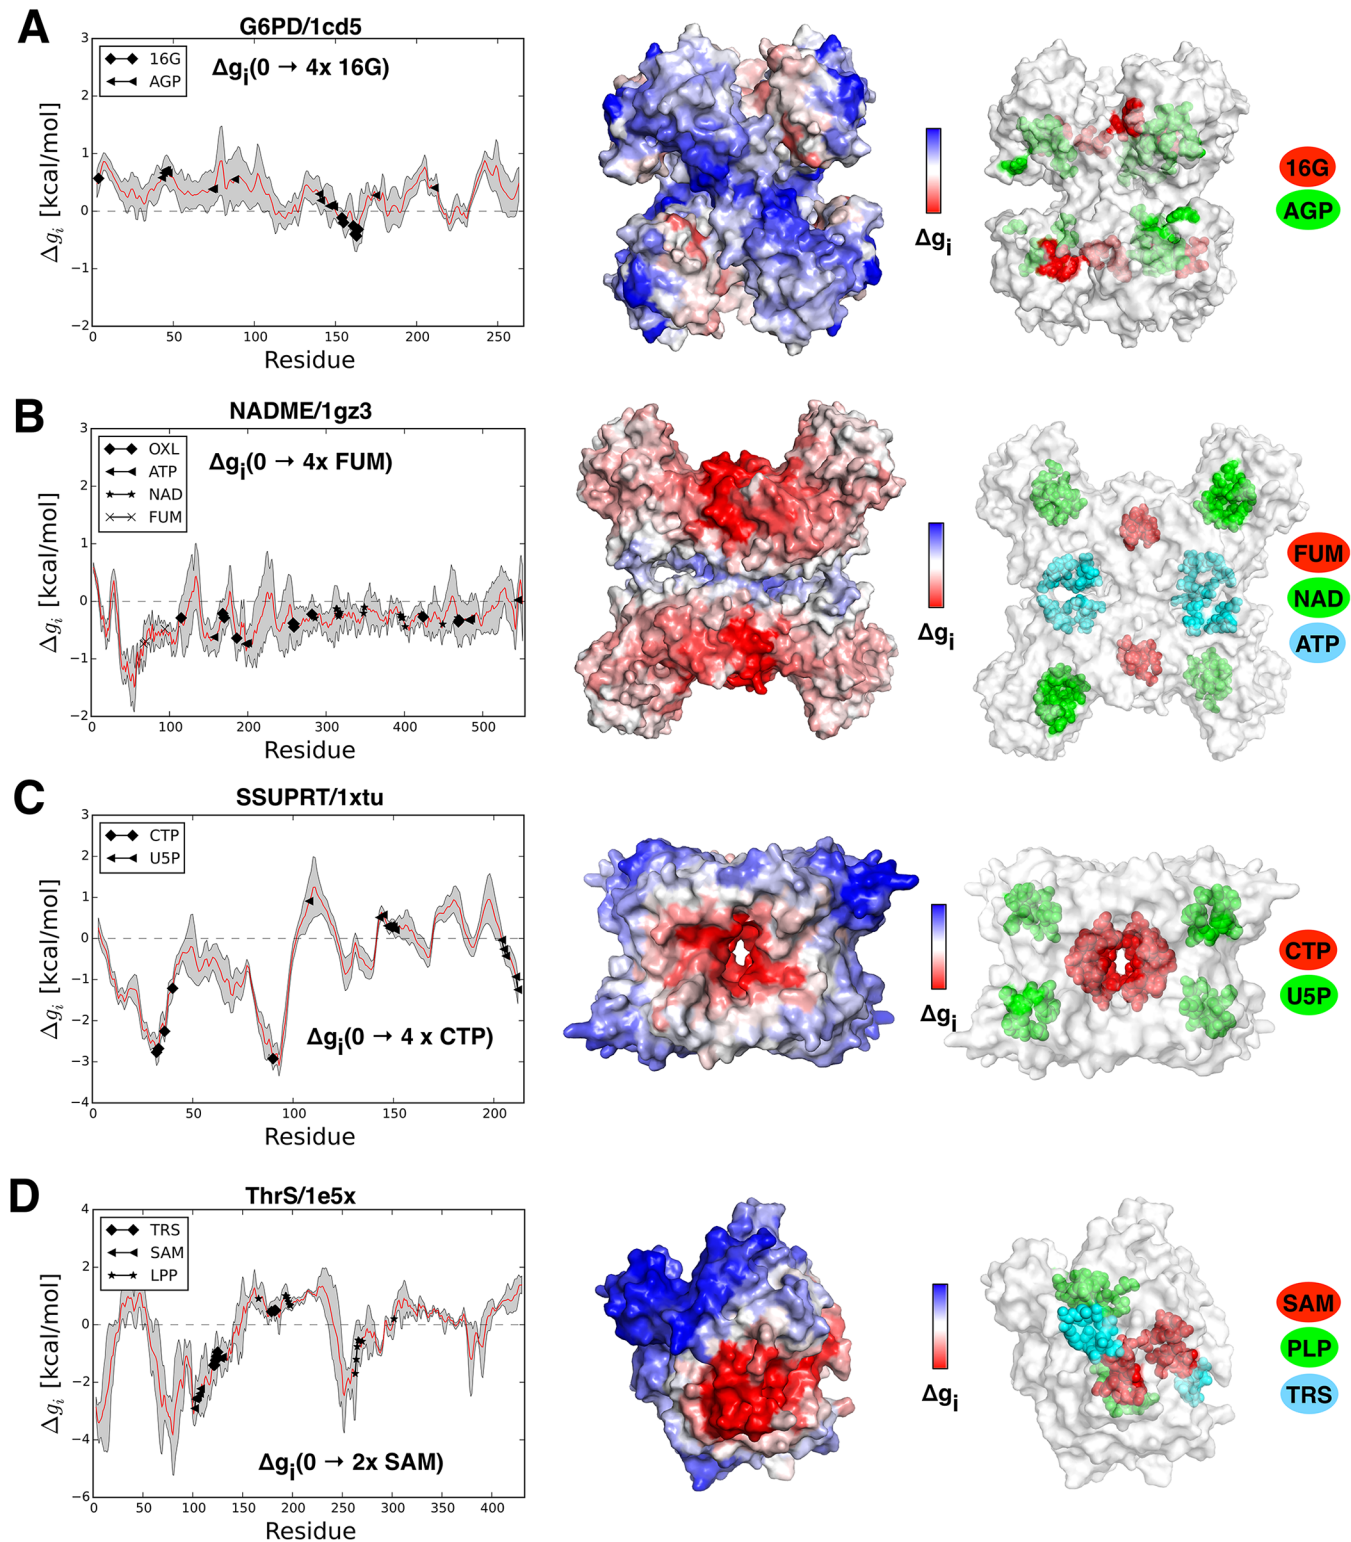 A
G6PD/1cd5
16G
AGP
Δgi(0 → 4x 16G)
3
2
1
0
−1
−2
Δgi [kcal/mol]
0 50 100 150 200 250
Residue
Δgi
16G
AGP
B
NADME/1gz3
OXL
ATP
NAD
FUM
Δgi(0 → 4x FUM)
3
2
1
0
−1
−2
Δgi [kcal/mol]
0 100 200 300 400 500
Residue
Δgi
FUM
NAD
ATP
C
SSUPRT/1xtu
CTP
U5P
Δgi(0 → 4 x CTP)
3
2
1
0
−1
−2
−3
−4
Δgi [kcal/mol]
0 50 100 150 200
Residue
Δgi
CTP
U5P
D
ThrS/1e5x
TRS
SAM
LPP
Δgi(0 → 2x SAM)
4
2
0
−2
−4
−6
Δgi [kcal/mol]
0 50 100 150 200 250 300 350 400
Residue
Δgi
SAM
PLP
TRS